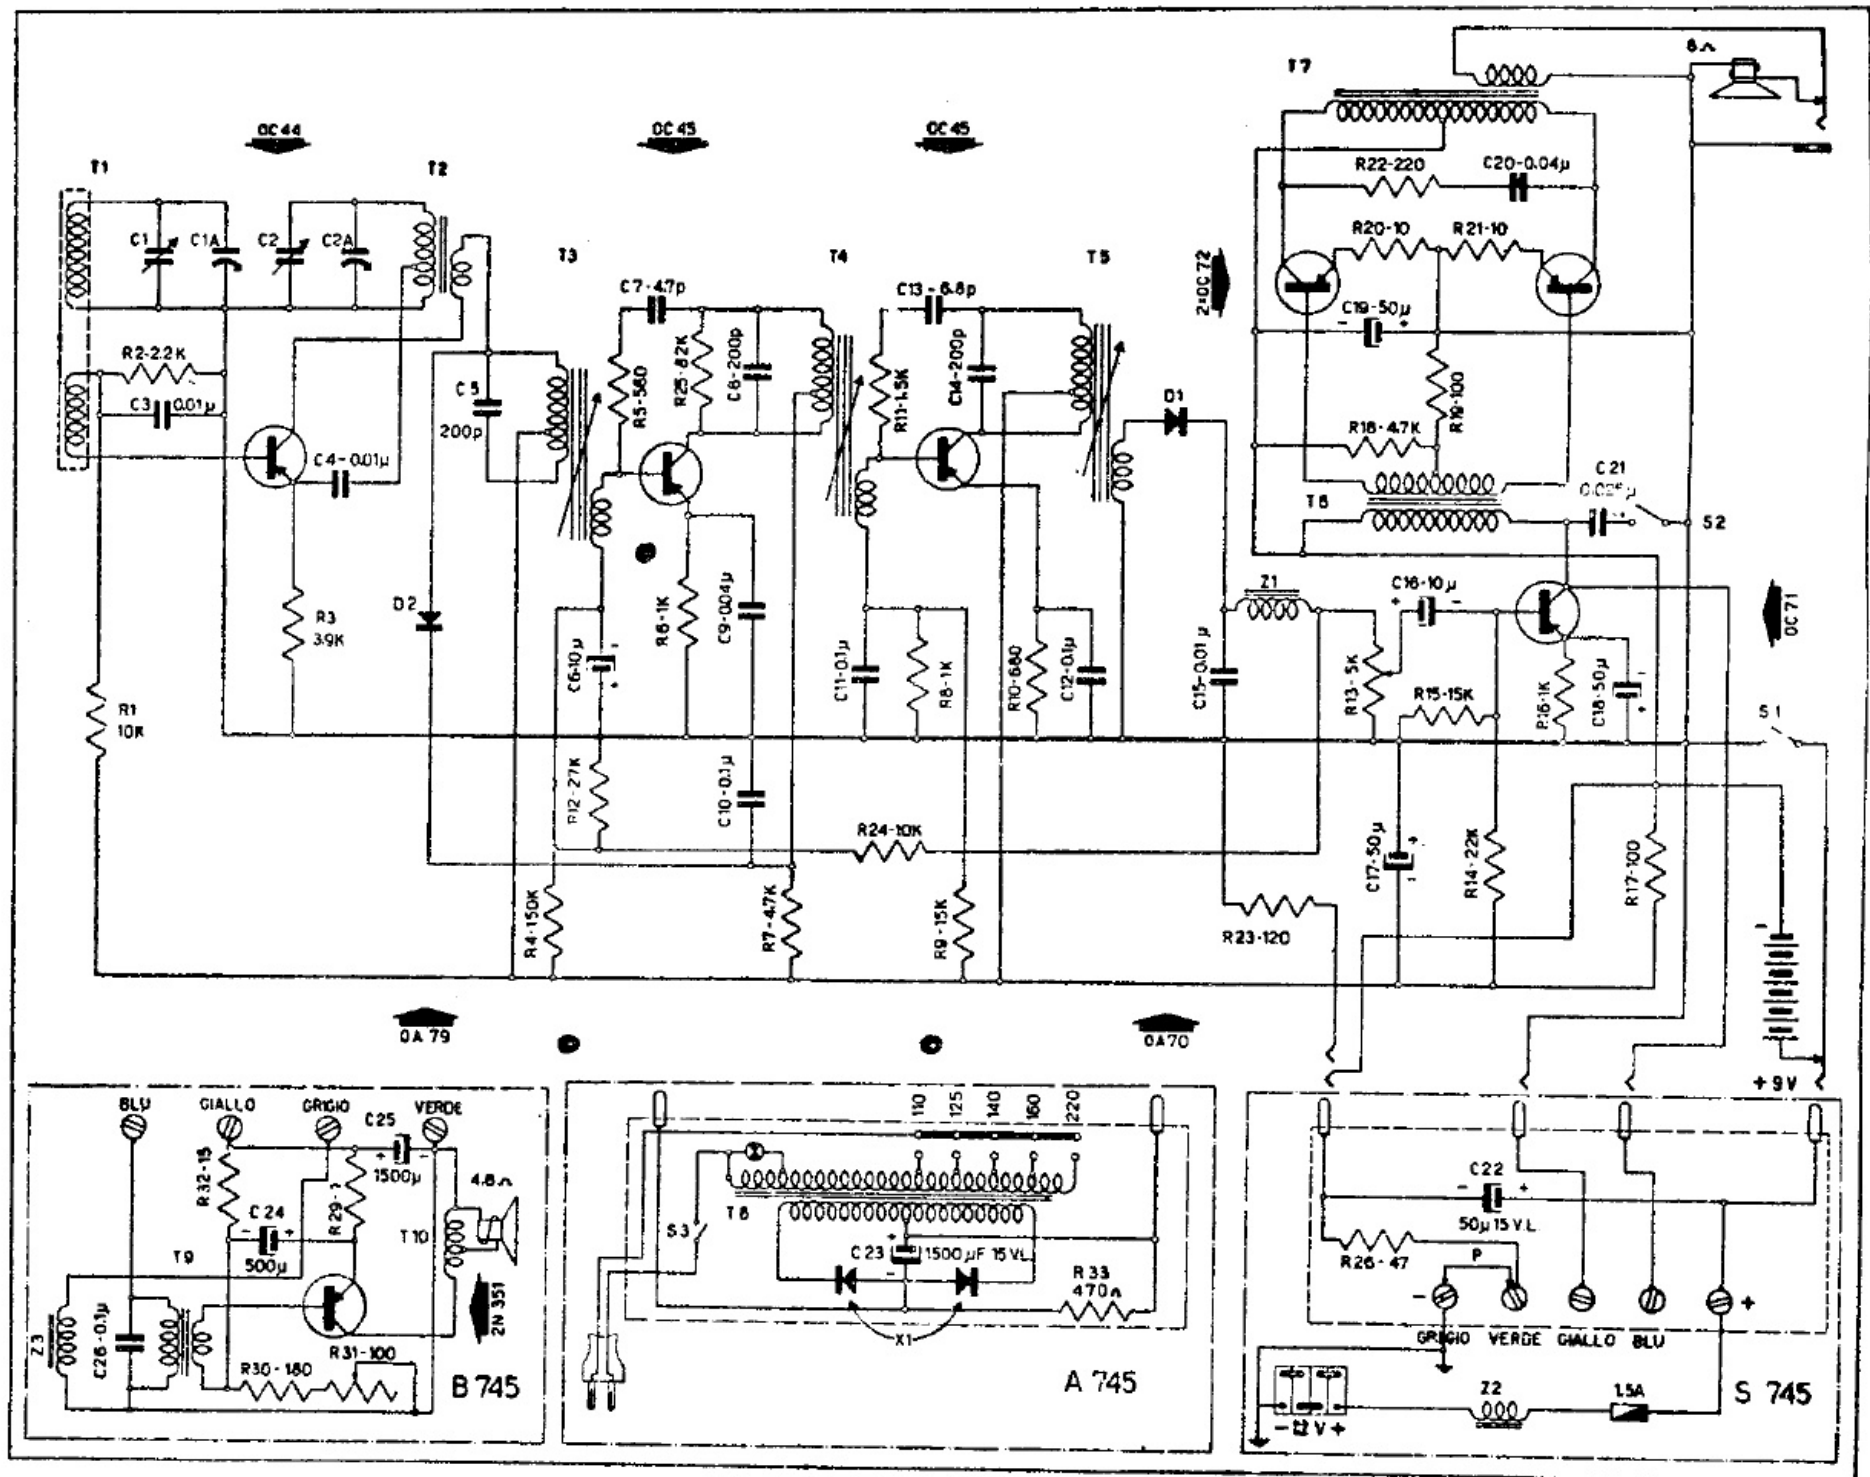 T7
8Ω
OC44
OC45
OC45
T1
T2
R22-220
C20-0.04μ
C1
C1A
C2
C2A
R20-10
R21-10
T3
T4
T5
2×OC72
C7-4.7p
C13-6.8p
C19-50μ
- +
R2-2.2K
C3
0.01μ
C5
200p
R5-560
R25-82K
C8-200p
R11-1.5K
C14-200p
D1
R19-100
R18-4.7K
C4-0.01μ
C21
T6
S2
Z1
C16-10μ
+ -
OC71
D2
R3
3.9K
C6-10μ
+
R6-1K
C9-0.04μ
C11-0.1μ
R8-1K
R10-680
C12-0.1μ
C15-0.01μ
R13-5K
R15-15K
R16-1K
C18-50μ
-
+
R1
10K
S1
R12-27K
C10-0.1μ
R24-10K
C17-50μ
+
-
R14-22K
R17-100
R4-150K
R7-4.7K
R9-15K
R23-120
-
OA79
OA70
+9V
BLU
GIALLO
GRIGIO
C25
VERDE
+ -
1500μ
R32-15
C24
- +
500μ
4.6Ω
T10
T9
2N351
Z3
C26-0.1μ
R30-180
R31-100
B 745
110
125
140
160
220
T8
S3
+
C23
1500μF 15VL
-
R33
470Ω
X1
A 745
C22
- +
50μ 15 V.L.
R26-47
P
- +
GRIGIO VERDE GIALLO BLU
Z2
1.5A
-12V+
S 745